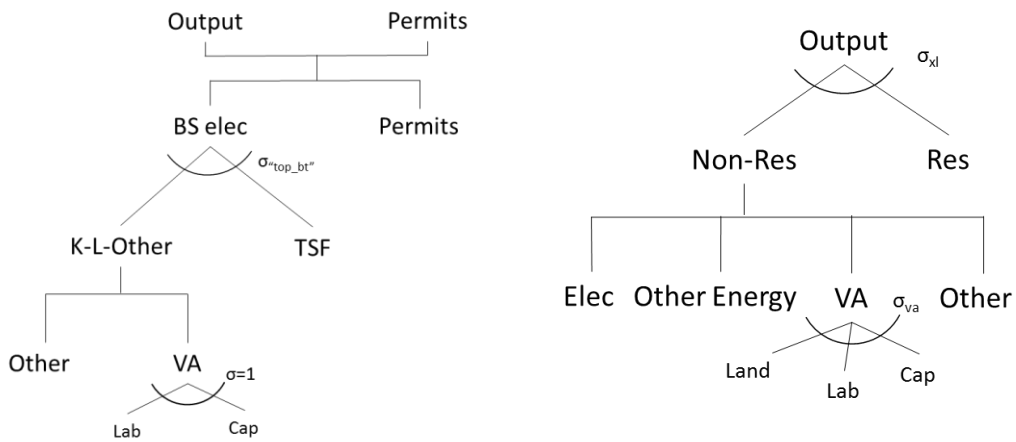 Output Permits
BS elec Permits
σ"top_bt"
K-L-Other TSF
Other VA
σ=1
Lab Cap
Output
σxl
Non-Res Res
Elec Other Energy VA σva Other
Land Lab Cap